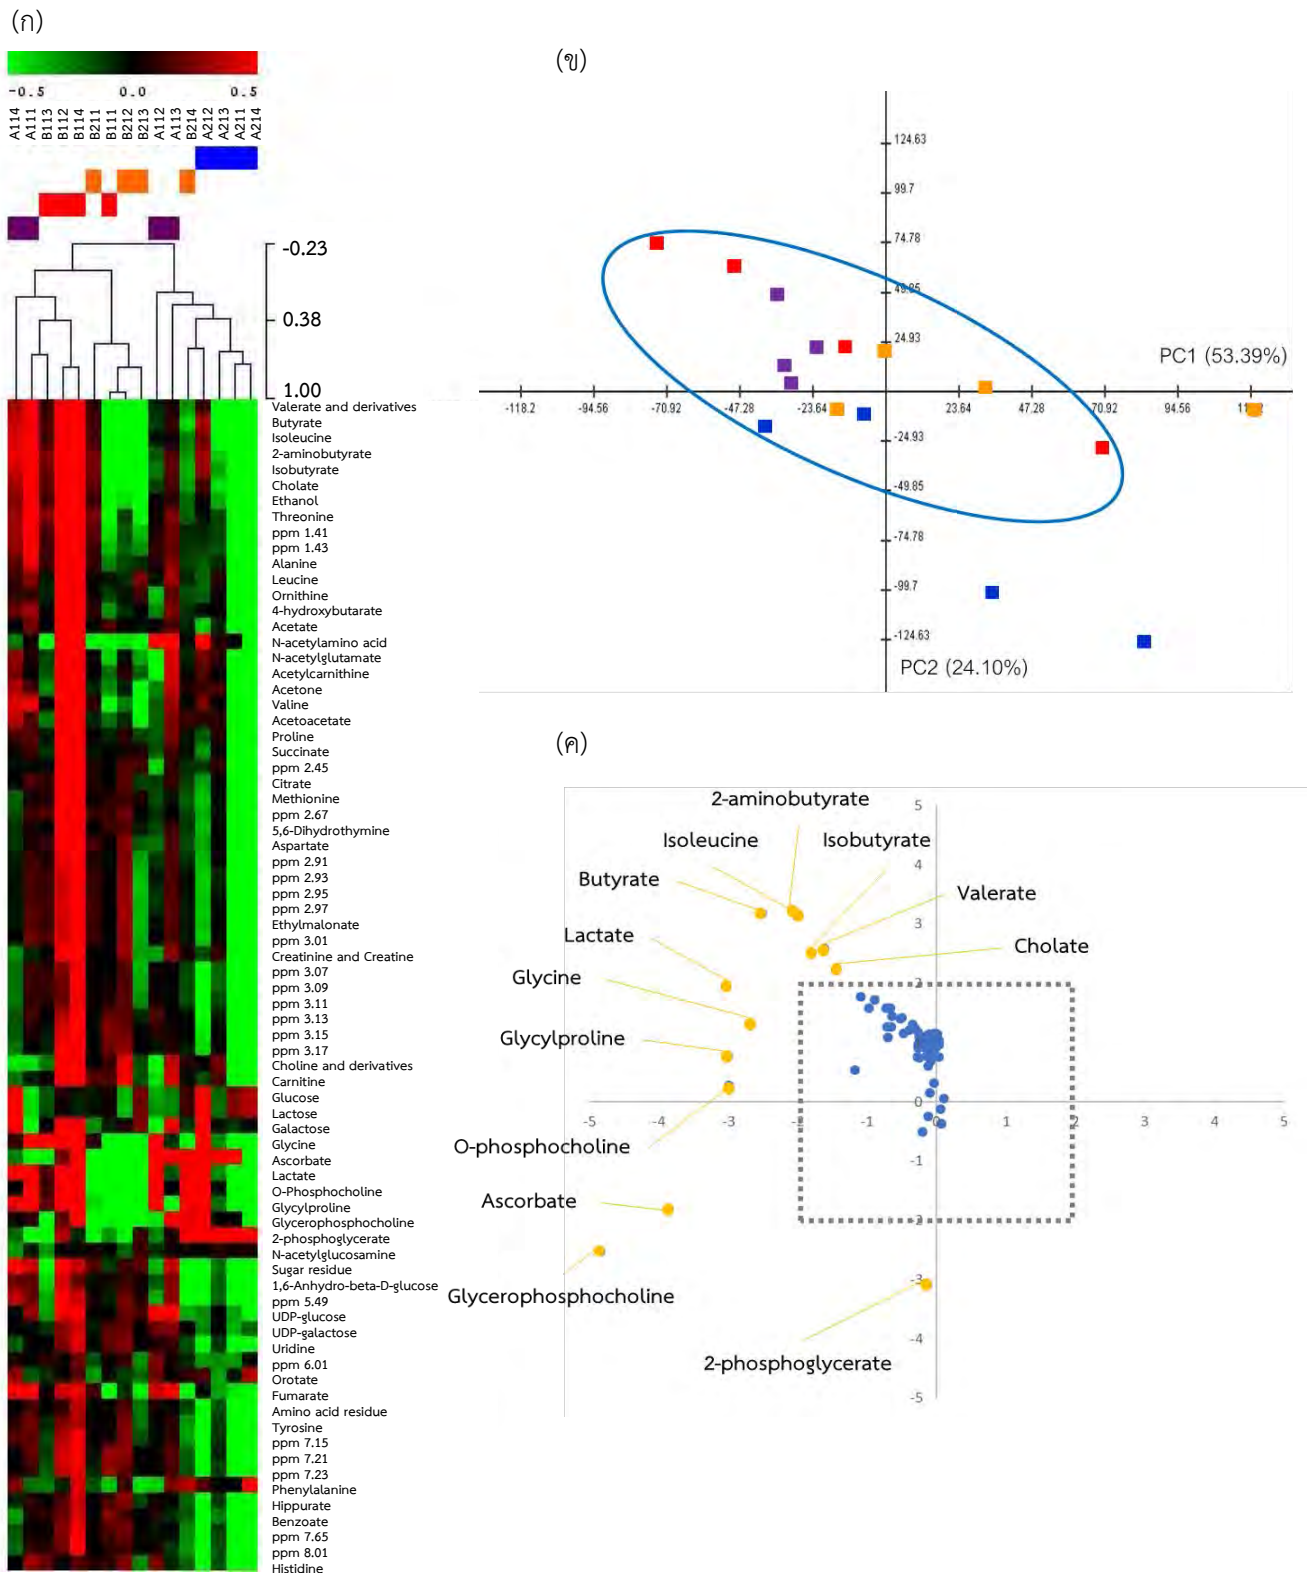 (ก)
-0.5 0.0 0.5
A114 A111 B113 B112 B114 B211 B111 B212 B213 A112 A113 B214 A212 A213 A211 A214
-0.23
0.38
1.00
Valerate and derivatives
Butyrate
Isoleucine
2-aminobutyrate
Isobutyrate
Cholate
Ethanol
Threonine
ppm 1.41
ppm 1.43
Alanine
Leucine
Ornithine
4-hydroxybutarate
Acetate
N-acetylamino acid
N-acetylglutamate
Acetylcarnithine
Acetone
Valine
Acetoacetate
Proline
Succinate
ppm 2.45
Citrate
Methionine
ppm 2.67
5,6-Dihydrothymine
Aspartate
ppm 2.91
ppm 2.93
ppm 2.95
ppm 2.97
Ethylmalonate
ppm 3.01
Creatinine and Creatine
ppm 3.07
ppm 3.09
ppm 3.11
ppm 3.13
ppm 3.15
ppm 3.17
Choline and derivatives
Carnitine
Glucose
Lactose
Galactose
Glycine
Ascorbate
Lactate
O-Phosphocholine
Glycylproline
Glycerophosphocholine
2-phosphoglycerate
N-acetylglucosamine
Sugar residue
1,6-Anhydro-beta-D-glucose
ppm 5.49
UDP-glucose
UDP-galactose
Uridine
ppm 6.01
Orotate
Fumarate
Amino acid residue
Tyrosine
ppm 7.15
ppm 7.21
ppm 7.23
Phenylalanine
Hippurate
Benzoate
ppm 7.65
ppm 8.01
Histidine
(ข)
124.63
99.7
74.78
49.85
24.93
PC1 (53.39%)
-118.2 -94.56 -70.92 -47.28 -23.64 23.64 47.28 70.92 94.56
-24.93
-49.85
-74.78
-99.7
-124.63
PC2 (24.10%)
(ค)
2-aminobutyrate
5
Isoleucine
Isobutyrate
4
Butyrate
Valerate
3
Lactate
Cholate
Glycine
2
Glycylproline
0
-5 -4 -3 -2 -1 0 1 2 3 4 5
O-phosphocholine
-1
Ascorbate
-2
Glycerophosphocholine
-3
-4
2-phosphoglycerate
-5